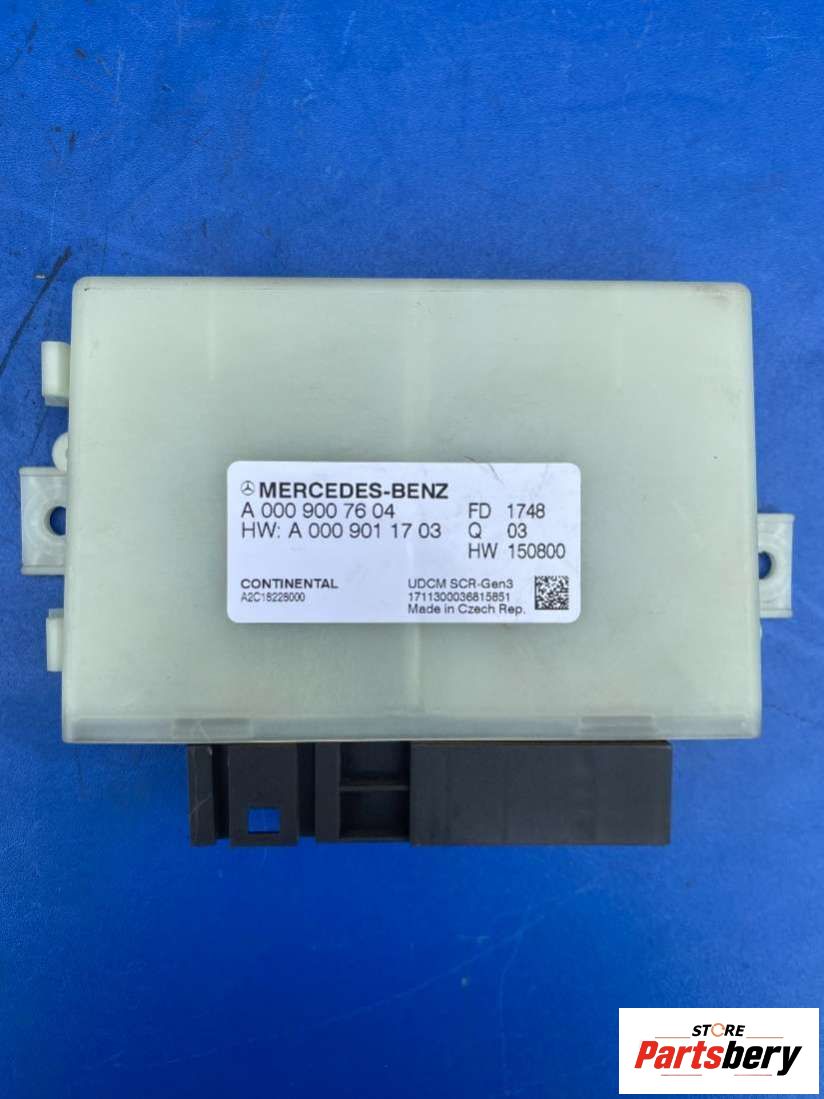 MERCEDES-BENZ
A 000 900 76 04 FD 1748
HW: A 000 901 17 03 Q 03
HW 150800
CONTINENTAL UDCM SCR-Gen3
A2C18228000 1711300036815851
Made in Czech Rep.
STORE
Partsbery